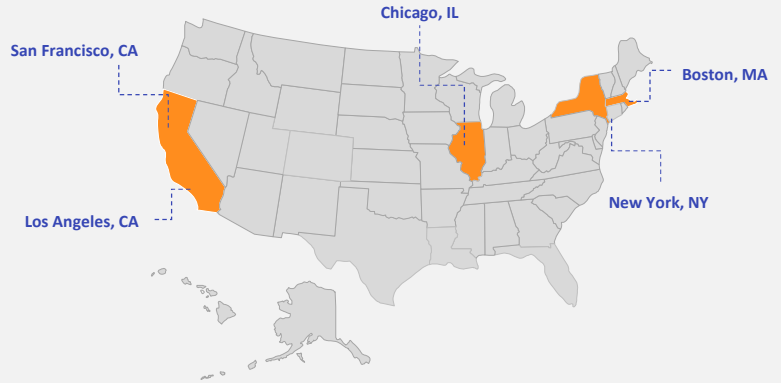 Chicago, IL
San Francisco, CA
Boston, MA
New York, NY
Los Angeles, CA